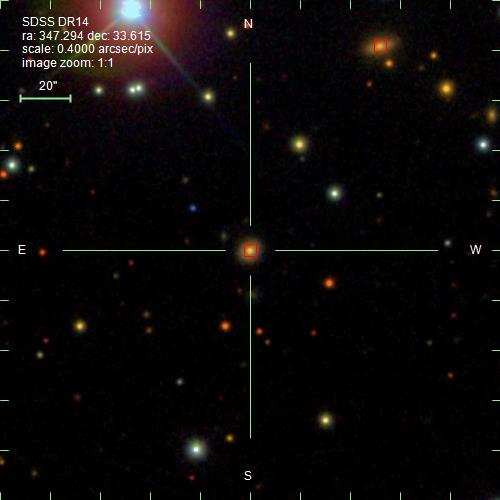 SDSS DR14
ra: 347.294 dec: 33.615
scale: 0.4000 arcsec/pix
image zoom: 1:1
20"
N
E
W
S